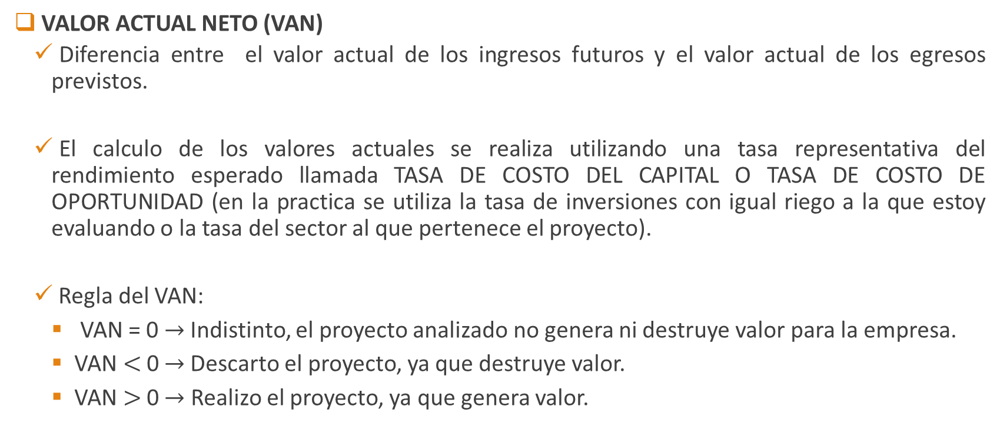 VALOR ACTUAL NETO (VAN)
Diferencia entre el valor actual de los ingresos futuros y el valor actual de los egresos
previstos.
El calculo de los valores actuales se realiza utilizando una tasa representativa del
rendimiento esperado llamada TASA DE COSTO DEL CAPITAL O TASA DE COSTO DE
OPORTUNIDAD (en la practica se utiliza la tasa de inversiones con igual riego a la que estoy
evaluando o la tasa del sector al que pertenece el proyecto).
Regla del VAN:
VAN = 0 → Indistinto, el proyecto analizado no genera ni destruye valor para la empresa.
VAN < 0 → Descarto el proyecto, ya que destruye valor.
VAN > 0 → Realizo el proyecto, ya que genera valor.